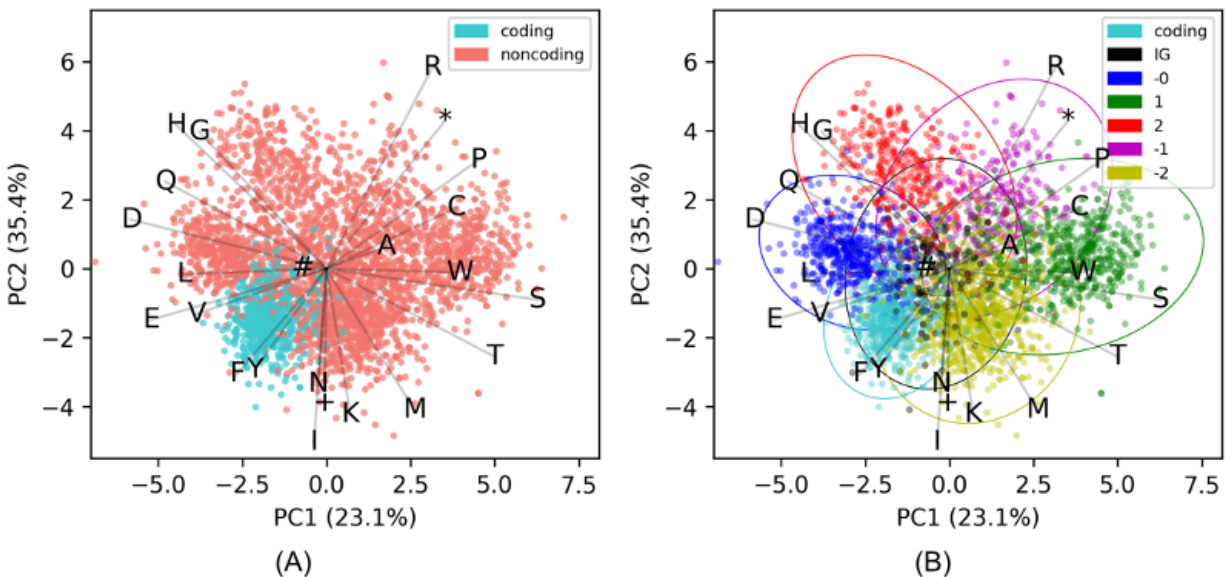 coding
noncoding
R
*
H G
P
Q
C
D
A
#
L
W
S
E V
T
F Y
N
+
K
M
I
6
4
2
0
−2
−4
PC2 (35.4%)
−5.0 −2.5 0.0 2.5 5.0 7.5
PC1 (23.1%)
(A)
coding
IG
-0
1
2
-1
-2
R
*
H G
P
Q
C
D
A
#
L
W
S
E V
T
F Y
N
+
K
M
I
6
4
2
0
−2
−4
PC2 (35.4%)
−5.0 −2.5 0.0 2.5 5.0 7.5
PC1 (23.1%)
(B)